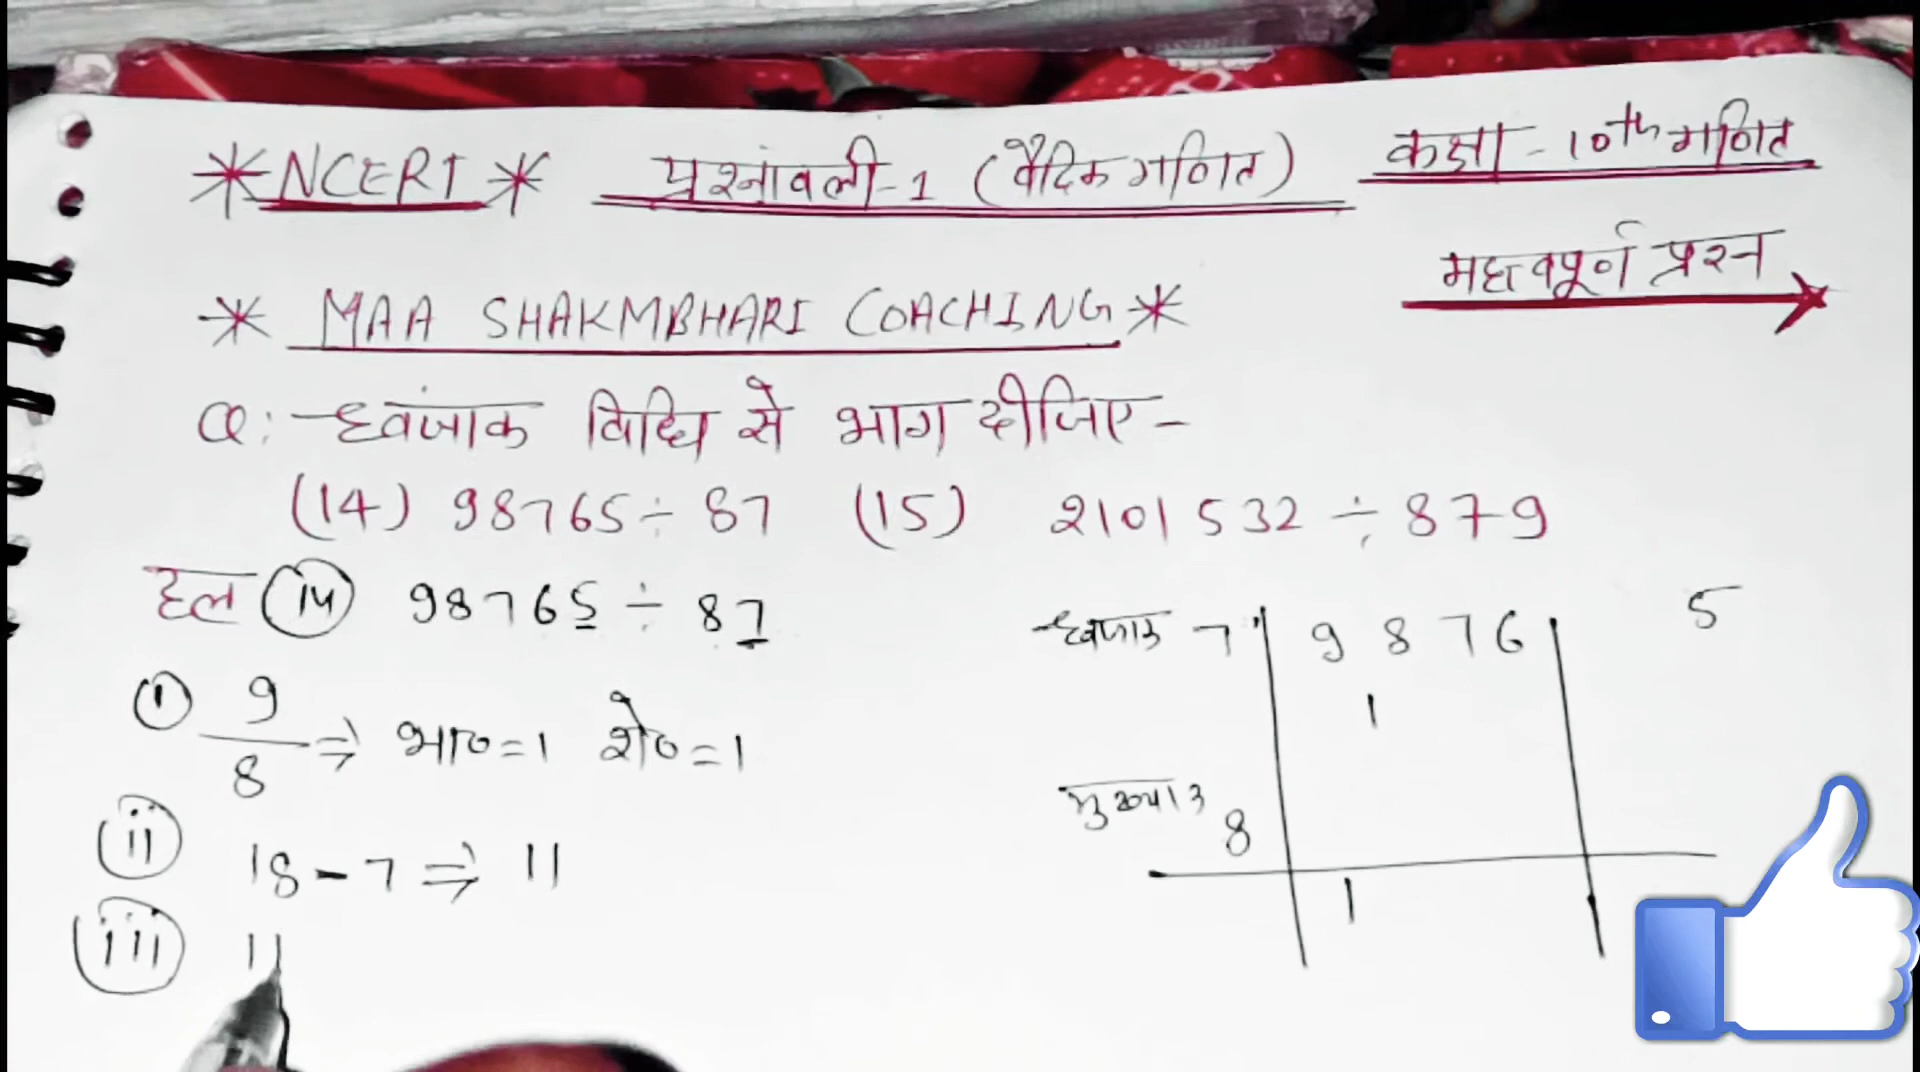 *NCERT* प्रश्नावली-1 (वैदिक गणित) कक्षा-10th गणित
महत्वपूर्ण प्रश्न
* MAA SHAKMBHARI COACHING *
Q:- ध्वजांक विधि से भाग दीजिए-
(14) 98765 ÷ 87 (15) 2101532 ÷ 879
हल (14) 98765 ÷ 87
ध्वजांक 7 9 8 7 6 5
(i) 9/8 ⇒ भा०=1 शे०=1
1
मुख्यांक 8
(ii) 18-7 ⇒ 11
1
(iii) 11